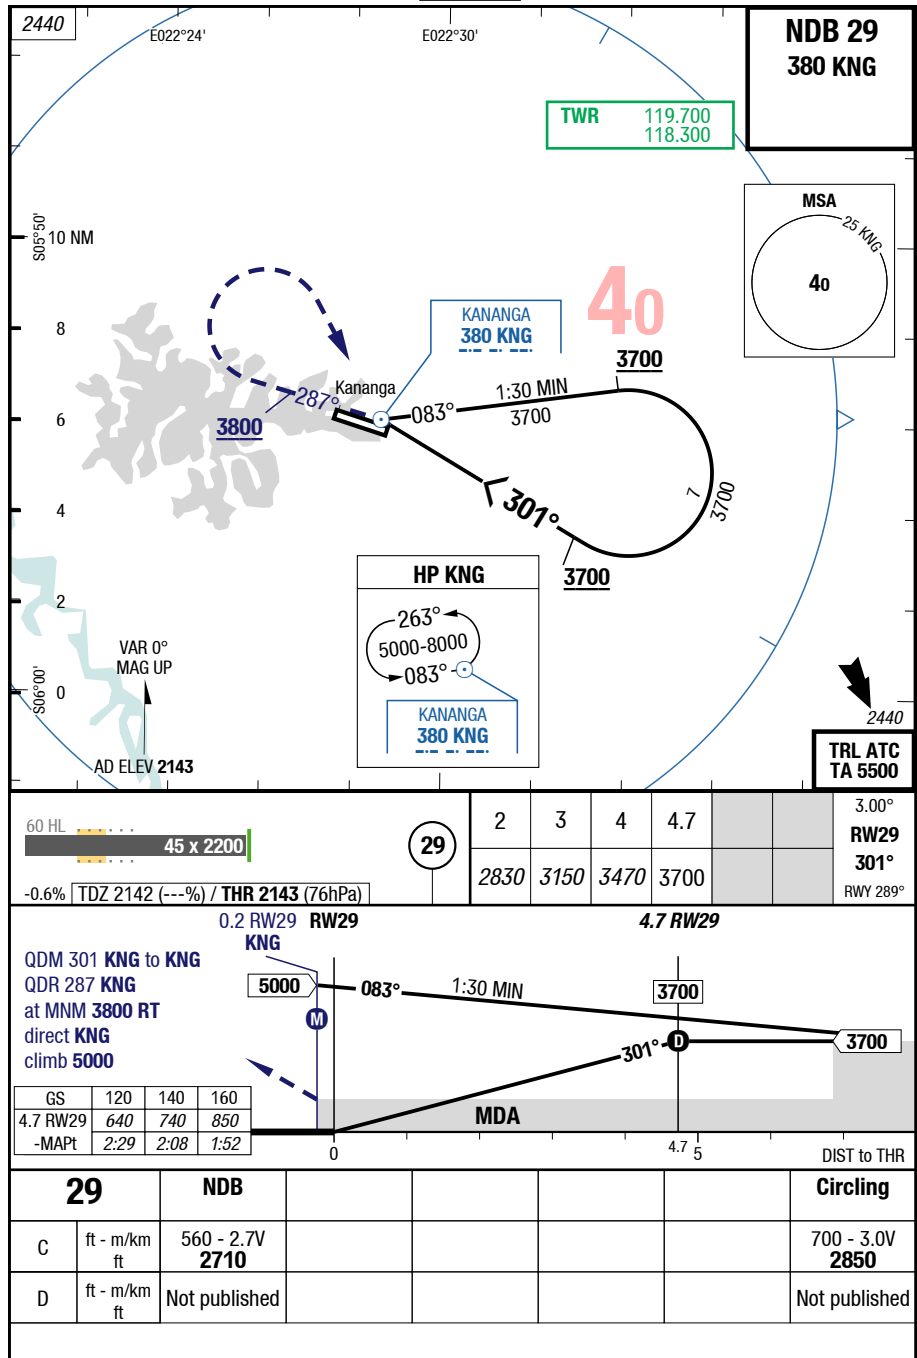 2440
E022°24'
E022°30'
NDB 29
380 KNG
TWR 119.700
118.300
MSA
25 KNG
40
S05°50'
10 NM
8
6
4
2
0
S06°00'
40
KANANGA
380 KNG
Kananga
287°
3800
083°
1:30 MIN
3700
3700
7
3700
301°
3700
HP KNG
263°
5000-8000
083°
KANANGA
380 KNG
VAR 0°
MAG UP
AD ELEV 2143
2440
TRL ATC
TA 5500
60 HL
45 x 2200
-0.6% TDZ 2142 (---%) / THR 2143 (76hPa)
29
2 3 4 4.7
2830 3150 3470 3700
3.00°
RW29
301°
RWY 289°
0.2 RW29 RW29 4.7 RW29
KNG
QDM 301 KNG to KNG
QDR 287 KNG
at MNM 3800 RT
direct KNG
climb 5000
5000
083°
1:30 MIN
3700
M
D
301°
3700
MDA
GS 120 140 160
4.7 RW29 640 740 850
-MAPt 2:29 2:08 1:52
0 4.7 5 DIST to THR
29 NDB Circling
C ft - m/km 560 - 2.7V 700 - 3.0V
ft 2710 2850
D ft - m/km Not published Not published
ft